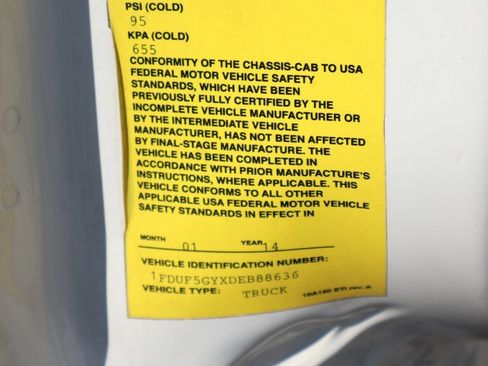 PSI (COLD)
95
KPA (COLD)
655
CONFORMITY OF THE CHASSIS-CAB TO USA
FEDERAL MOTOR VEHICLE SAFETY
STANDARDS, WHICH HAVE BEEN
PREVIOUSLY FULLY CERTIFIED BY THE
INCOMPLETE VEHICLE MANUFACTURER OR
BY THE INTERMEDIATE VEHICLE
MANUFACTURER, HAS NOT BEEN AFFECTED
BY FINAL-STAGE MANUFACTURE. THE
VEHICLE HAS BEEN COMPLETED IN
ACCORDANCE WITH PRIOR MANUFACTURE'S
INSTRUCTIONS, WHERE APPLICABLE. THIS
VEHICLE CONFORMS TO ALL OTHER
APPLICABLE USA FEDERAL MOTOR VEHICLE
SAFETY STANDARDS IN EFFECT IN
MONTH 01 YEAR 14
VEHICLE IDENTIFICATION NUMBER:
1FDUF5GYXDEB88636
VEHICLE TYPE: TRUCK
rev. A